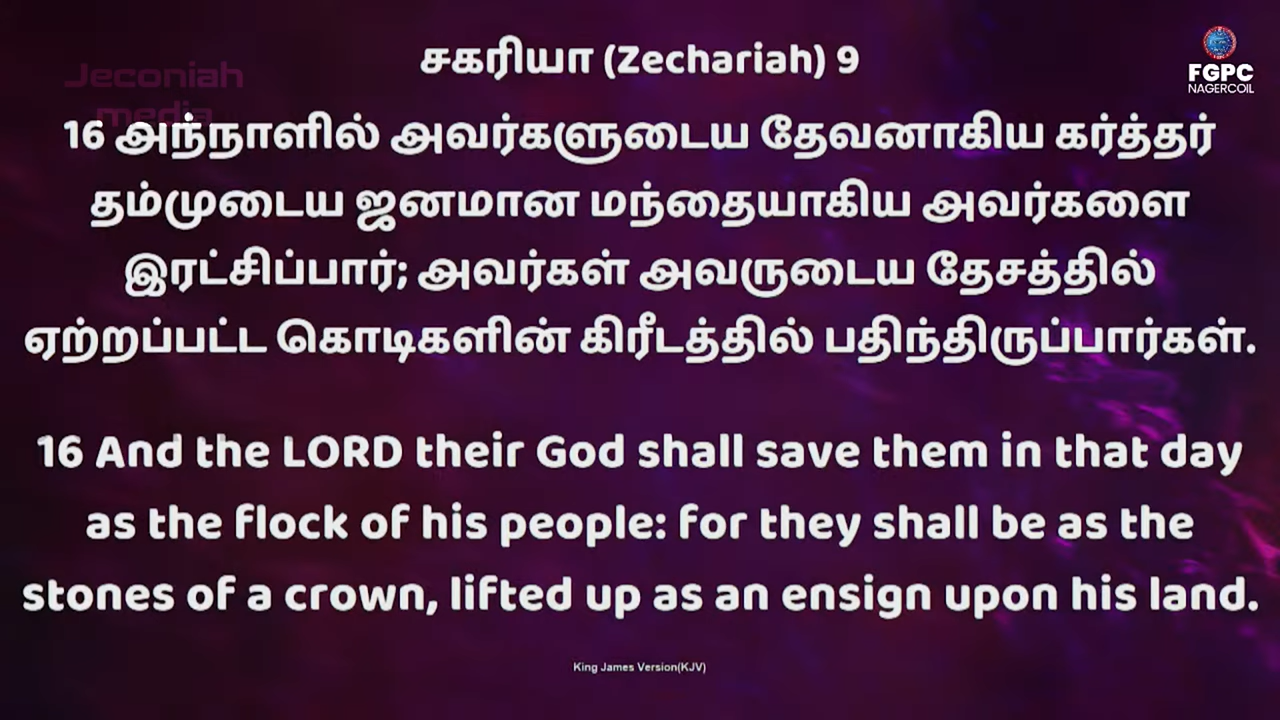 சகரியா (Zechariah) 9
Jeconiah
media
FGPC
NAGERCOIL
16 அந்நாளில் அவர்களுடைய தேவனாகிய கர்த்தர்
தம்முடைய ஜனமான மந்தையாகிய அவர்களை
இரட்சிப்பார்; அவர்கள் அவருடைய தேசத்தில்
ஏற்றப்பட்ட கொடிகளின் கிரீடத்தில் பதிந்திருப்பார்கள்.
16 And the LORD their God shall save them in that day
as the flock of his people: for they shall be as the
stones of a crown, lifted up as an ensign upon his land.
King James Version(KJV)